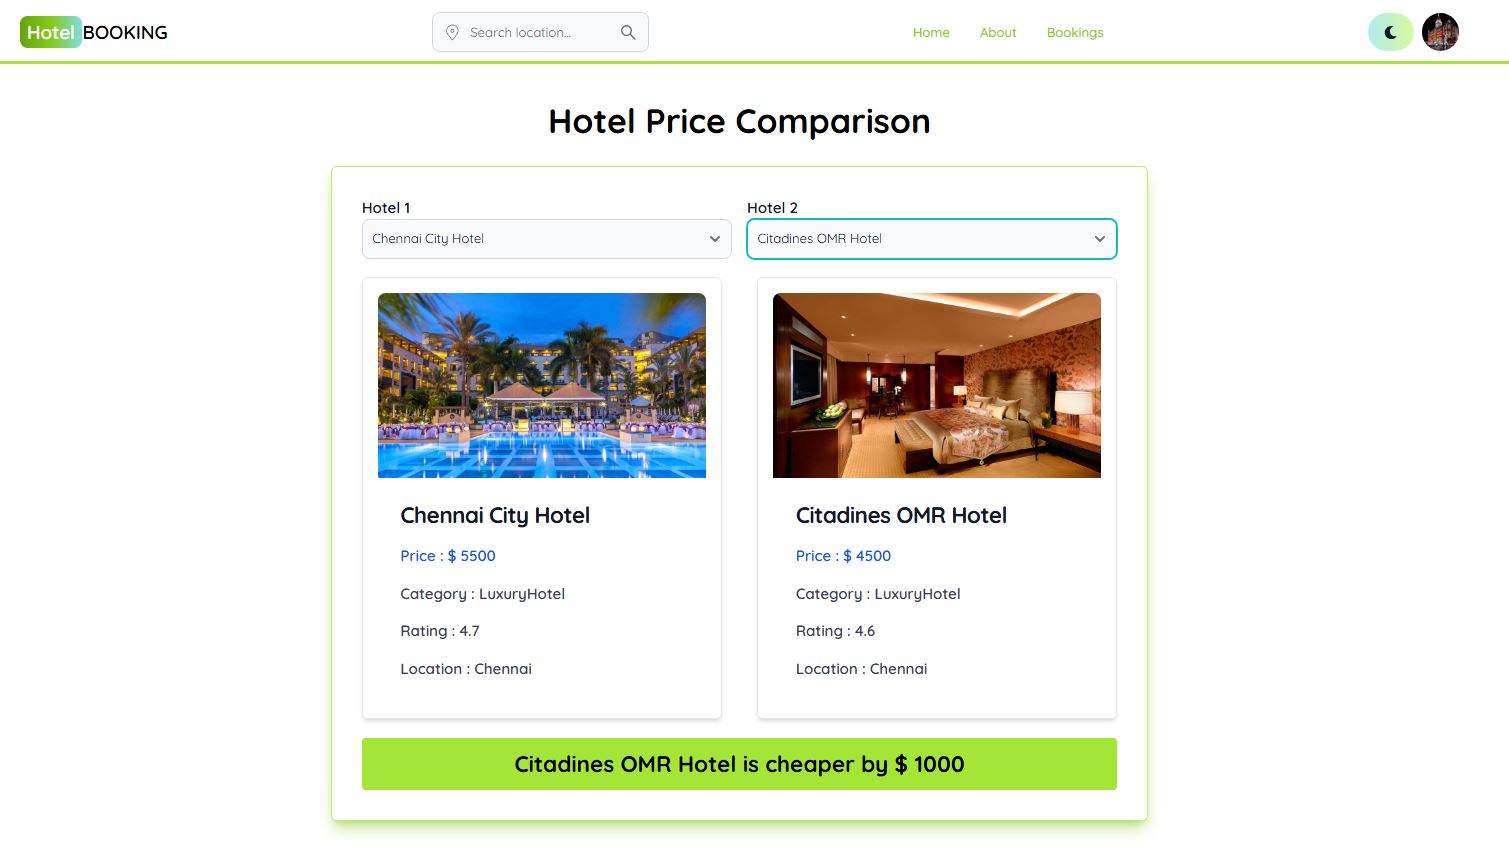 Hotel BOOKING
Search location...
Home About Bookings
Hotel Price Comparison
Hotel 1
Hotel 2
Chennai City Hotel
Citadines OMR Hotel
Chennai City Hotel
Price : $ 5500
Category : LuxuryHotel
Rating : 4.7
Location : Chennai
Citadines OMR Hotel
Price : $ 4500
Category : LuxuryHotel
Rating : 4.6
Location : Chennai
Citadines OMR Hotel is cheaper by $ 1000